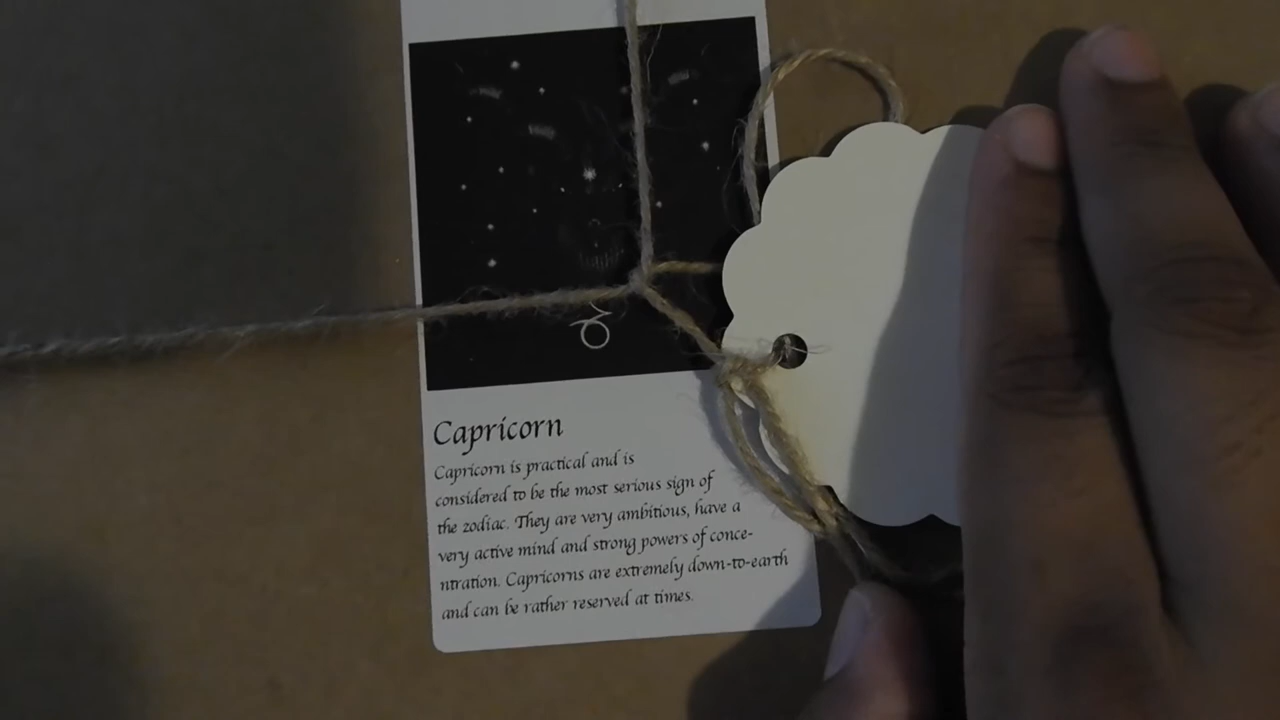 Capricorn
Capricorn is practical and is
considered to be the most serious sign of
the zodiac. They are very ambitious, have a
very active mind and strong powers of conce-
ntration. Capricorns are extremely down-to-earth
and can be rather reserved at times.